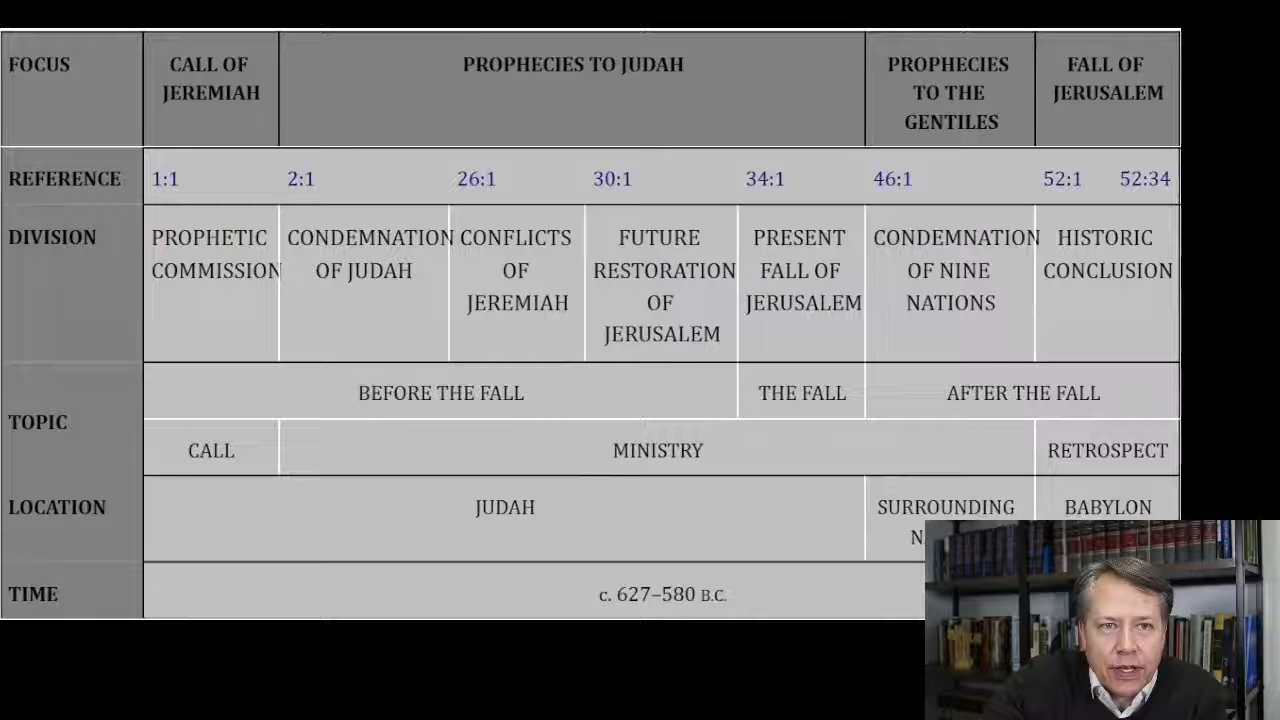 FOCUS
CALL OF
JEREMIAH
PROPHECIES TO JUDAH
PROPHECIES
TO THE
GENTILES
FALL OF
JERUSALEM
REFERENCE
1:1
2:1
26:1
30:1
34:1
46:1
52:1 52:34
DIVISION
PROPHETIC
COMMISSION
CONDEMNATION
OF JUDAH
CONFLICTS
OF
JEREMIAH
FUTURE
RESTORATION
OF
JERUSALEM
PRESENT
FALL OF
JERUSALEM
CONDEMNATION
OF NINE
NATIONS
HISTORIC
CONCLUSION
TOPIC
BEFORE THE FALL
THE FALL
AFTER THE FALL
CALL
MINISTRY
RETROSPECT
LOCATION
JUDAH
SURROUNDING
BABYLON
TIME
c. 627–580 B.C.